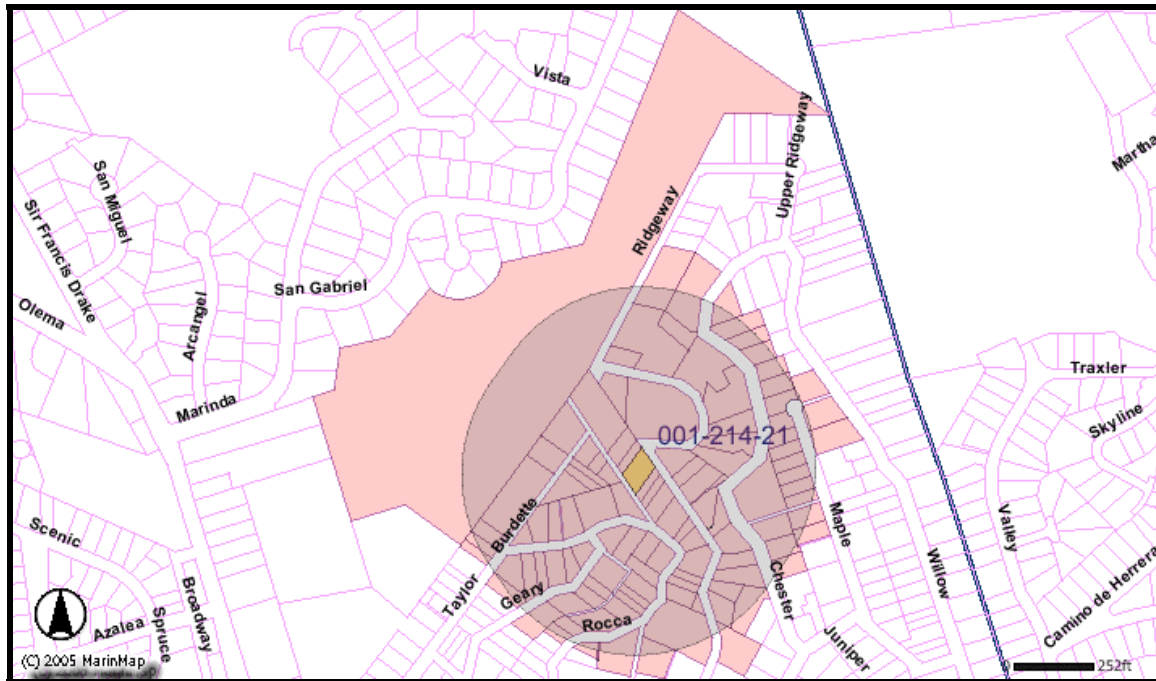 Vista
Upper Ridgeway
Martha
San Miguel
Sir Francis Drake
Ridgeway
San Gabriel
Olema
Arcangel
Marinda
Traxler
Skyline
001-214-21
Scenic
Burdette
Maple
Valley
Willow
Taylor
Geary
Chester
Broadway
Azalea
Spruce
Rocca
Juniper
Camino de Herrera
(C) 2005 MarinMap
0 252ft